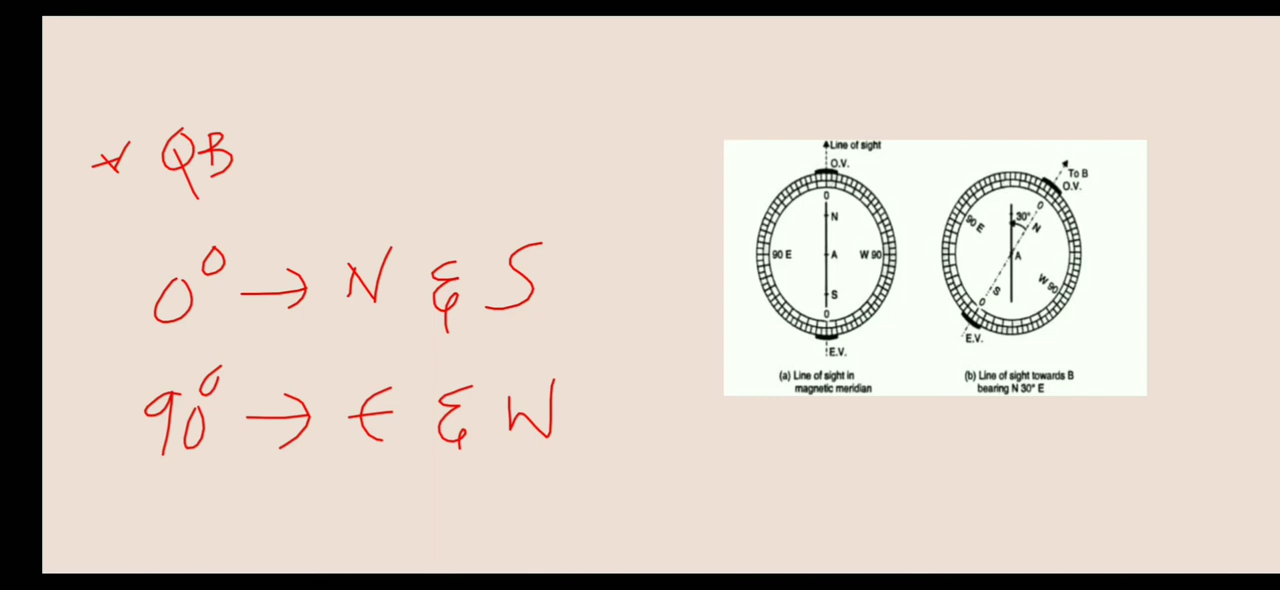 * QB
0° → N & S
90° → E & W
Line of sight
O.V.
0
N
90 E
A
W 90
S
0
E.V.
(a) Line of sight in
magnetic meridian
To B
O.V.
0
30°
N
90 E
A
W 90
S
0
E.V.
(b) Line of sight towards B
bearing N 30° E